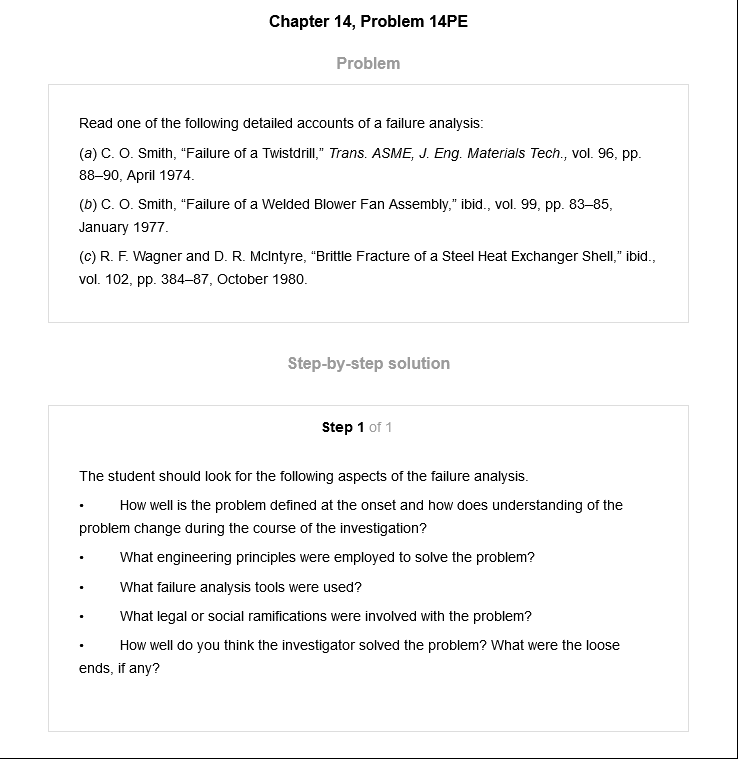 Chapter 14, Problem 14PE
Problem
Read one of the following detailed accounts of a failure analysis:
(a) C. O. Smith, “Failure of a Twistdrill,” Trans. ASME, J. Eng. Materials Tech., vol. 96, pp.
88–90, April 1974.
(b) C. O. Smith, “Failure of a Welded Blower Fan Assembly,” ibid., vol. 99, pp. 83–85,
January 1977.
(c) R. F. Wagner and D. R. McIntyre, “Brittle Fracture of a Steel Heat Exchanger Shell,” ibid.,
vol. 102, pp. 384–87, October 1980.
Step-by-step solution
Step 1 of 1
The student should look for the following aspects of the failure analysis.
• How well is the problem defined at the onset and how does understanding of the
problem change during the course of the investigation?
• What engineering principles were employed to solve the problem?
• What failure analysis tools were used?
• What legal or social ramifications were involved with the problem?
• How well do you think the investigator solved the problem? What were the loose
ends, if any?